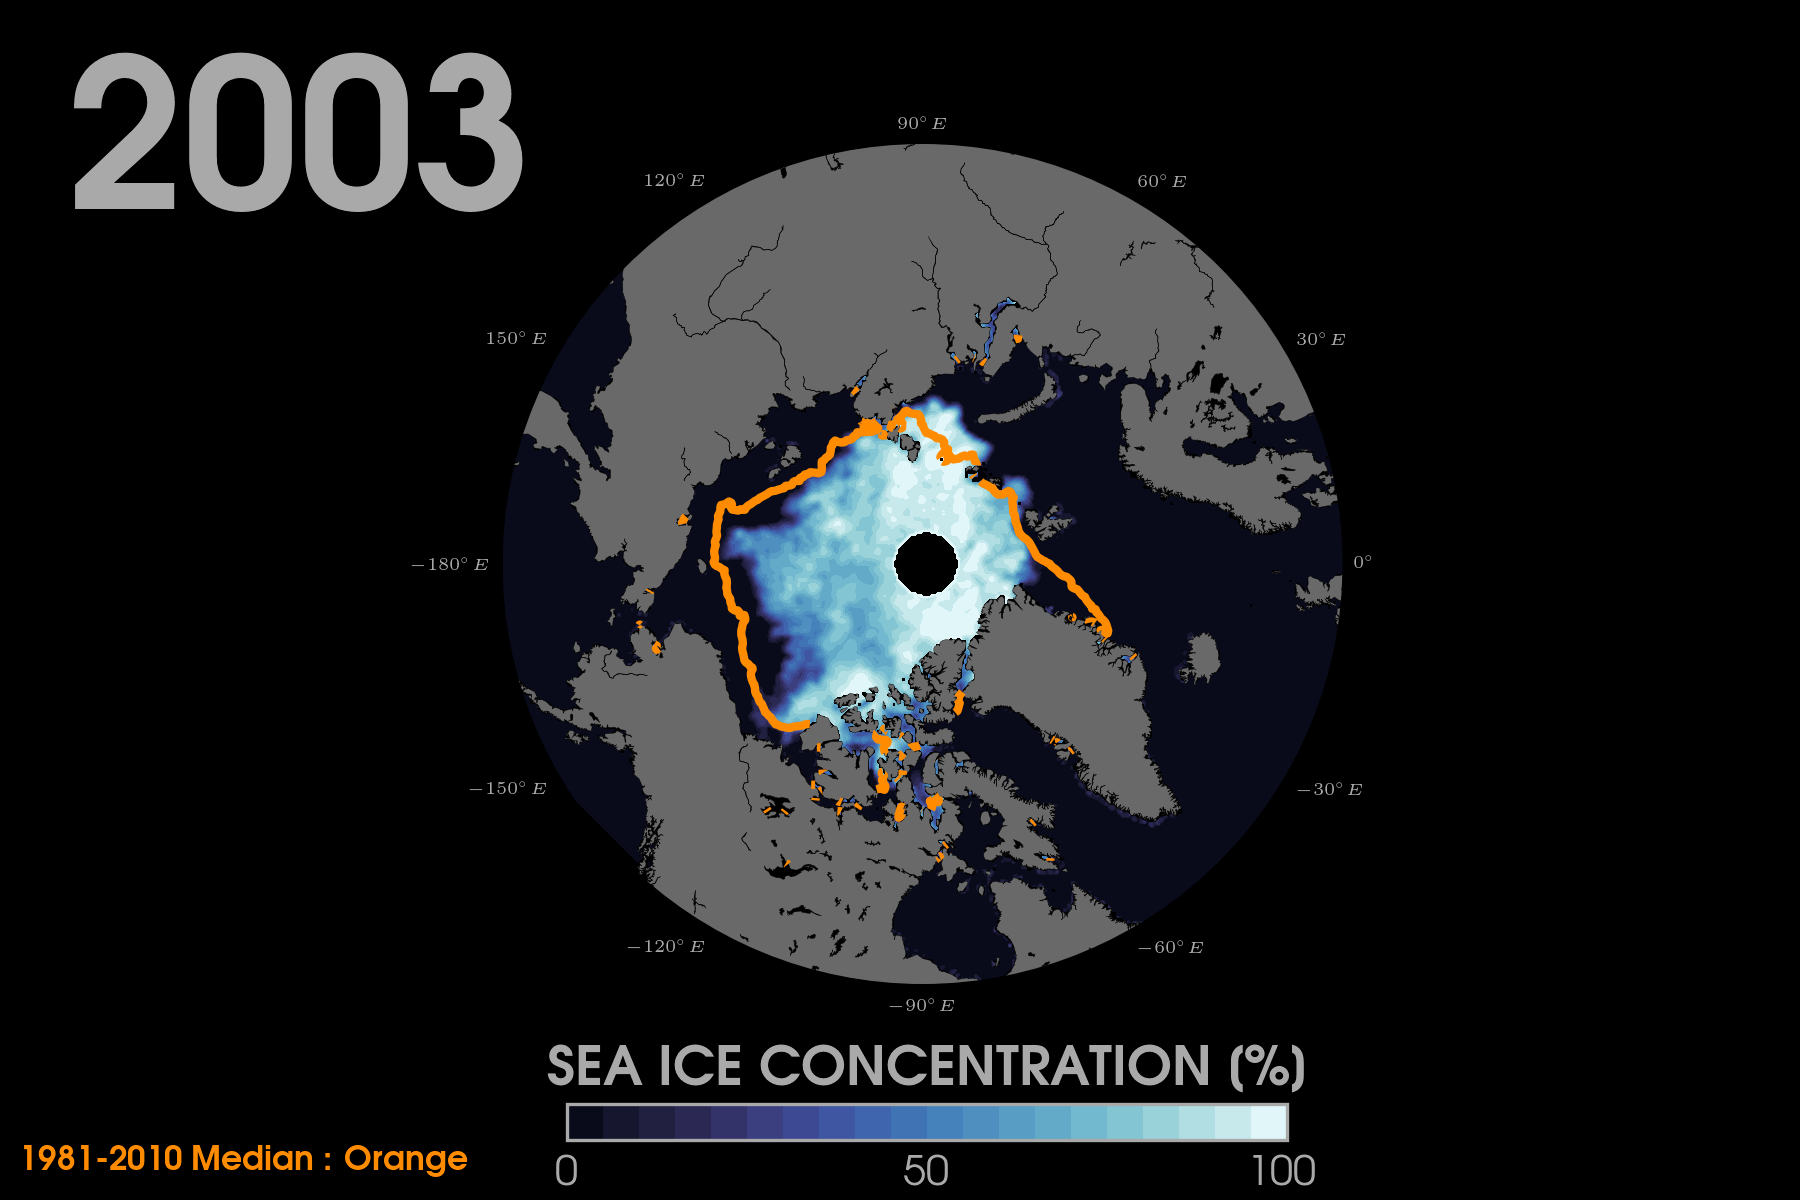 2003
90° E
120° E
60° E
150° E
30° E
−180° E
0°
−150° E
−30° E
−120° E
−60° E
−90° E
SEA ICE CONCENTRATION (%)
1981-2010 Median : Orange
0 50 100